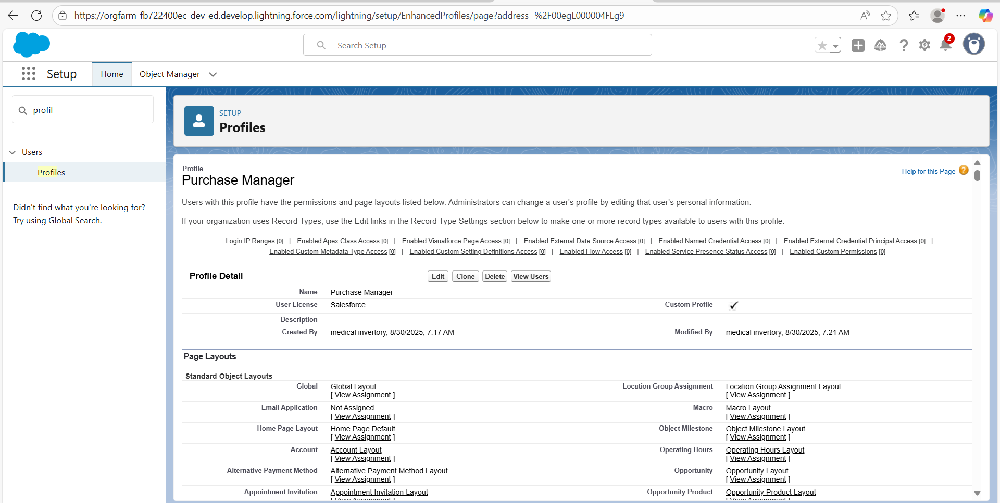 https://orgfarm-fb722400ec-dev-ed.develop.lightning.force.com/lightning/setup/EnhancedProfiles/page?address=%2F00egL000004FLg9
Search Setup
2
Setup Home Object Manager
profil
Users
Profiles
Didn't find what you're looking for?
Try using Global Search.
SETUP
Profiles
Profile
Purchase Manager
Help for this Page ?
Users with this profile have the permissions and page layouts listed below. Administrators can change a user's profile by editing that user's personal information.
If your organization uses Record Types, use the Edit links in the Record Type Settings section below to make one or more record types available to users with this profile.
Login IP Ranges [0] | Enabled Apex Class Access [0] | Enabled Visualforce Page Access [0] | Enabled External Data Source Access [0] | Enabled Named Credential Access [0] | Enabled External Credential Principal Access [0] |
Enabled Custom Metadata Type Access [0] | Enabled Custom Setting Definitions Access [0] | Enabled Flow Access [0] | Enabled Service Presence Status Access [0] | Enabled Custom Permissions [0]
Profile Detail Edit Clone Delete View Users
Name Purchase Manager
User License Salesforce Custom Profile
Description
Created By medical invertory, 8/30/2025, 7:17 AM Modified By medical invertory, 8/30/2025, 7:21 AM
Page Layouts
Standard Object Layouts
Global Global Layout Location Group Assignment Location Group Assignment Layout
[ View Assignment ] [ View Assignment ]
Email Application Not Assigned Macro Macro Layout
[ View Assignment ] [ View Assignment ]
Home Page Layout Home Page Default Object Milestone Object Milestone Layout
[ View Assignment ] [ View Assignment ]
Account Account Layout Operating Hours Operating Hours Layout
[ View Assignment ] [ View Assignment ]
Alternative Payment Method Alternative Payment Method Layout Opportunity Opportunity Layout
[ View Assignment ] [ View Assignment ]
Appointment Invitation Appointment Invitation Layout Opportunity Product Opportunity Product Layout
[ View Assignment ] [ View Assignment ]